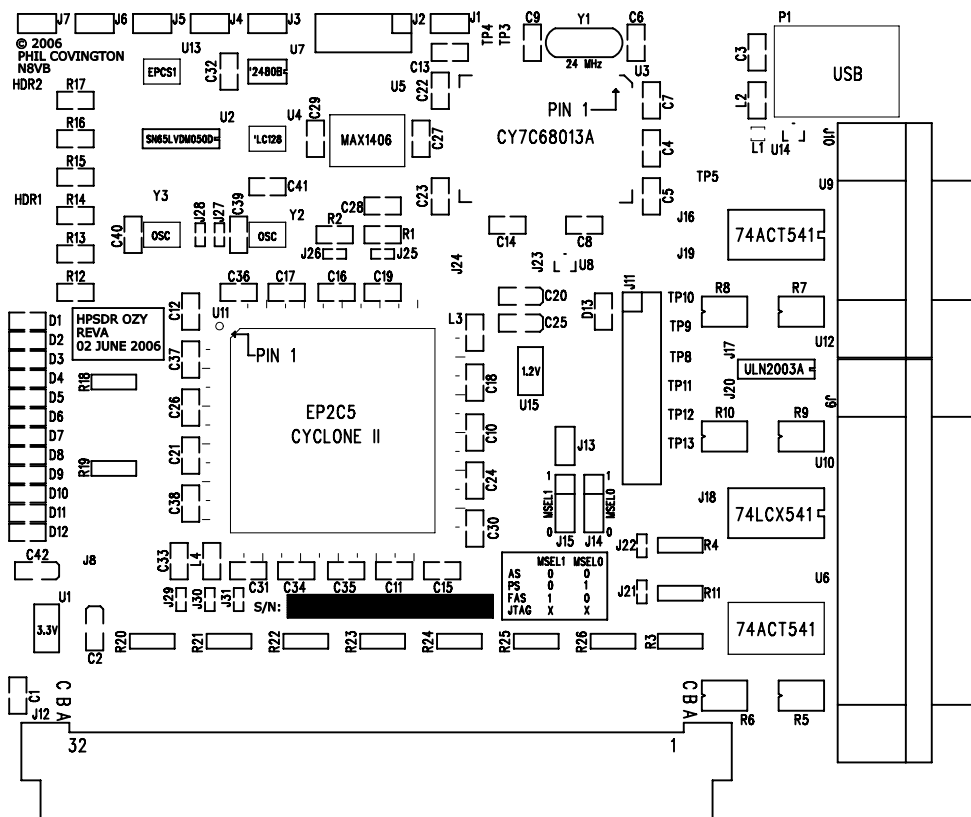 J7 J6 J5 J4 J3 J2 J1 TP4 TP3 C9 Y1 C6 P1
© 2006
PHIL COVINGTON
N8VB
U13 U7 C13 24 MHz C3 USB
EPCS1 C32 '2480B U5 C22 U3
HDR2 R17 PIN 1 C7 L2
R16 U2 U4 C29 MAX1406 C27 CY7C68013A C4 L1 U14 J10
SN65LVDM050D 'LC128
R15 C41 C23 C5 TP5 U9
HDR1 R14 Y3 J28 J27 C39 Y2 C28 J16
C40 OSC OSC R2 R1 C14 C8 74ACT541
R13 J26 J25 J24 J23 U8 J19
R12 C36 C17 C16 C19 J11
C12 U11 C20 D13 TP10 R8 R7
D1 HPSDR OZY
D2 REVA
D3 02 JUNE 2006
L3 C25 TP9 U12
PIN 1
C37 TP8 J17
D4 R18 C18 1.2V TP11 J20 ULN2003A
D5 U15 J9
D6 C26 EP2C5 TP12 R10 R9
D7 CYCLONE II C10 J13 TP13
D8 C21 U10
D9 R19 C24 1 1
D10 C38 MSEL1 MSEL0 J18
D11 C30 74LCX541
D12 0 0
J15 J14 J22 R4
C42 J8 C33 L4 C31 C34 C35 C11 C15
MSEL1 MSEL0
AS 0 0
PS 0 1
FAS 1 0
JTAG X X
J21 R11 U6
U1 J29 J30 J31 S/N:
3.3V C2 R20 R21 R22 R23 R24 R25 R26 R3 74ACT541
C1 C B A C B A R6 R5
J12
32 1